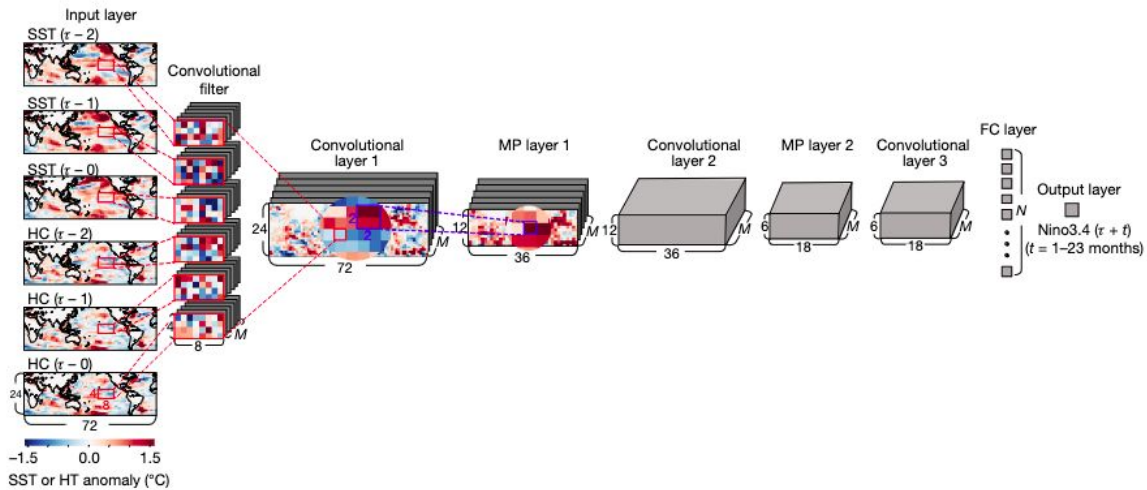 Input layer
SST (τ − 2)
SST (τ − 1)
SST (τ − 0)
HC (τ − 2)
HC (τ − 1)
HC (τ − 0)
4
8
24
72
−1.5 0.0 1.5
SST or HT anomaly (°C)
Convolutional
filter
4
8
M
Convolutional
layer 1
2
2
24
72
M
MP layer 1
12
36
M
Convolutional
layer 2
12
36
M
MP layer 2
6
18
M
Convolutional
layer 3
6
18
M
FC layer
N
Output layer
Nino3.4 (τ + t)
(t = 1–23 months)